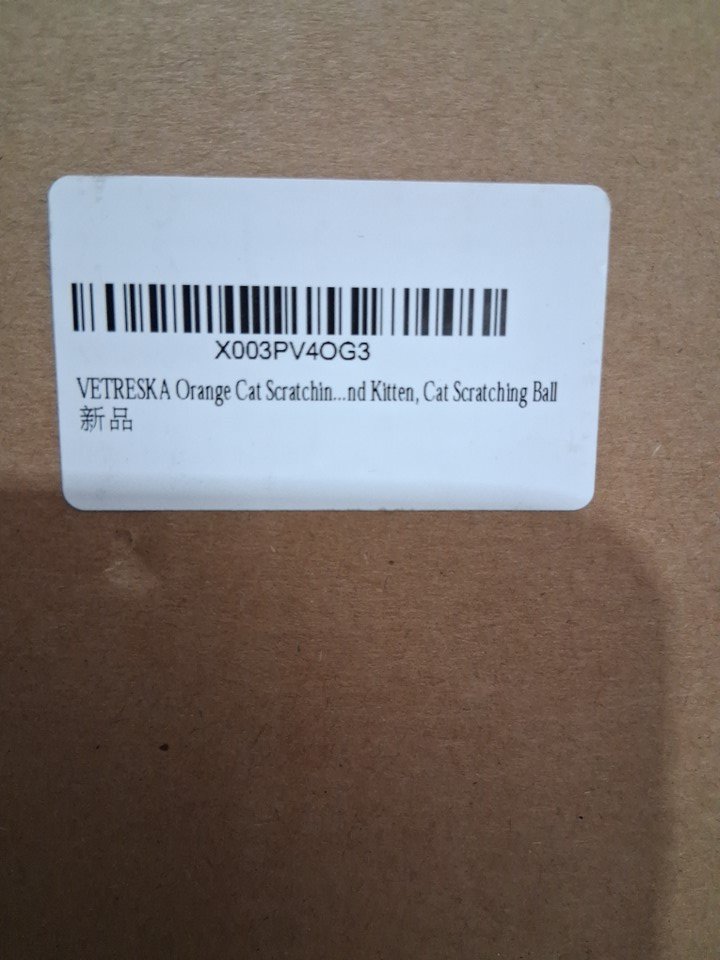 X003PV4OG3
VETRESKA Orange Cat Scratchin...nd Kitten, Cat Scratching Ball
新品